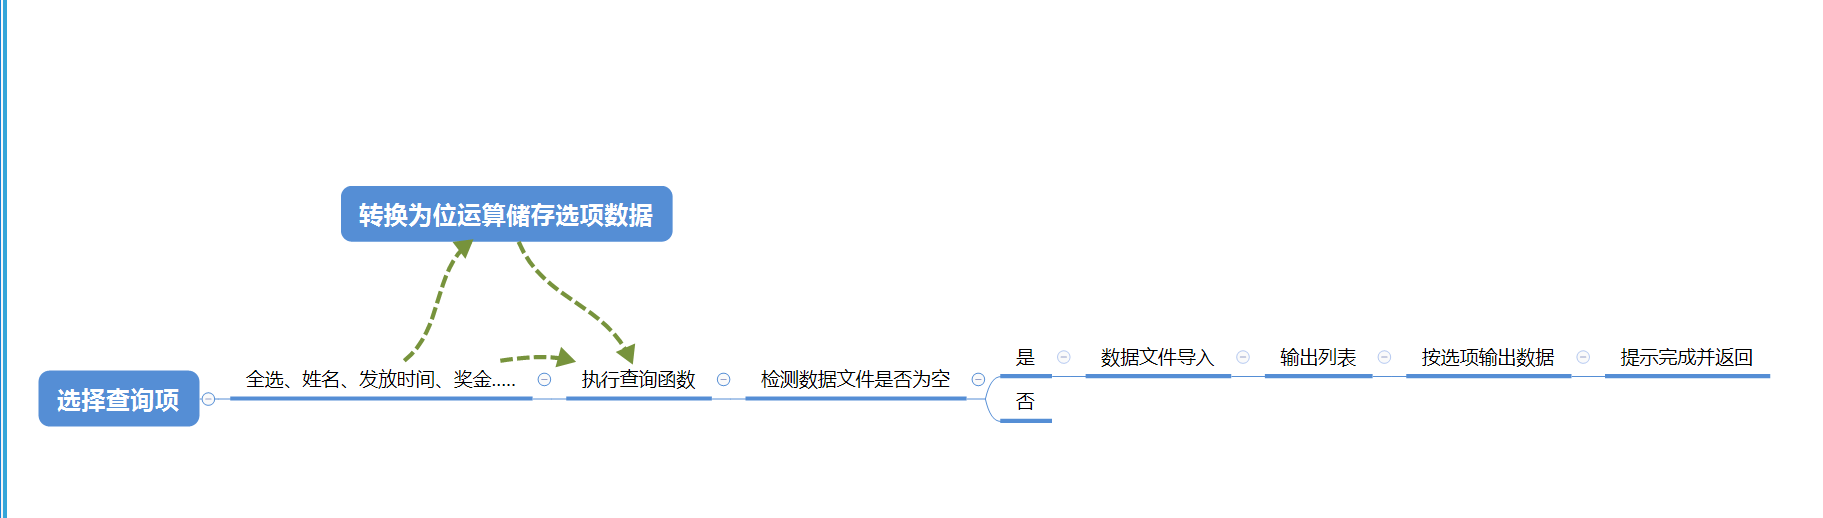 转换为位运算储存选项数据
选择查询项
全选、姓名、发放时间、奖金.....
执行查询函数
检测数据文件是否为空
是
数据文件导入
输出列表
按选项输出数据
提示完成并返回
否